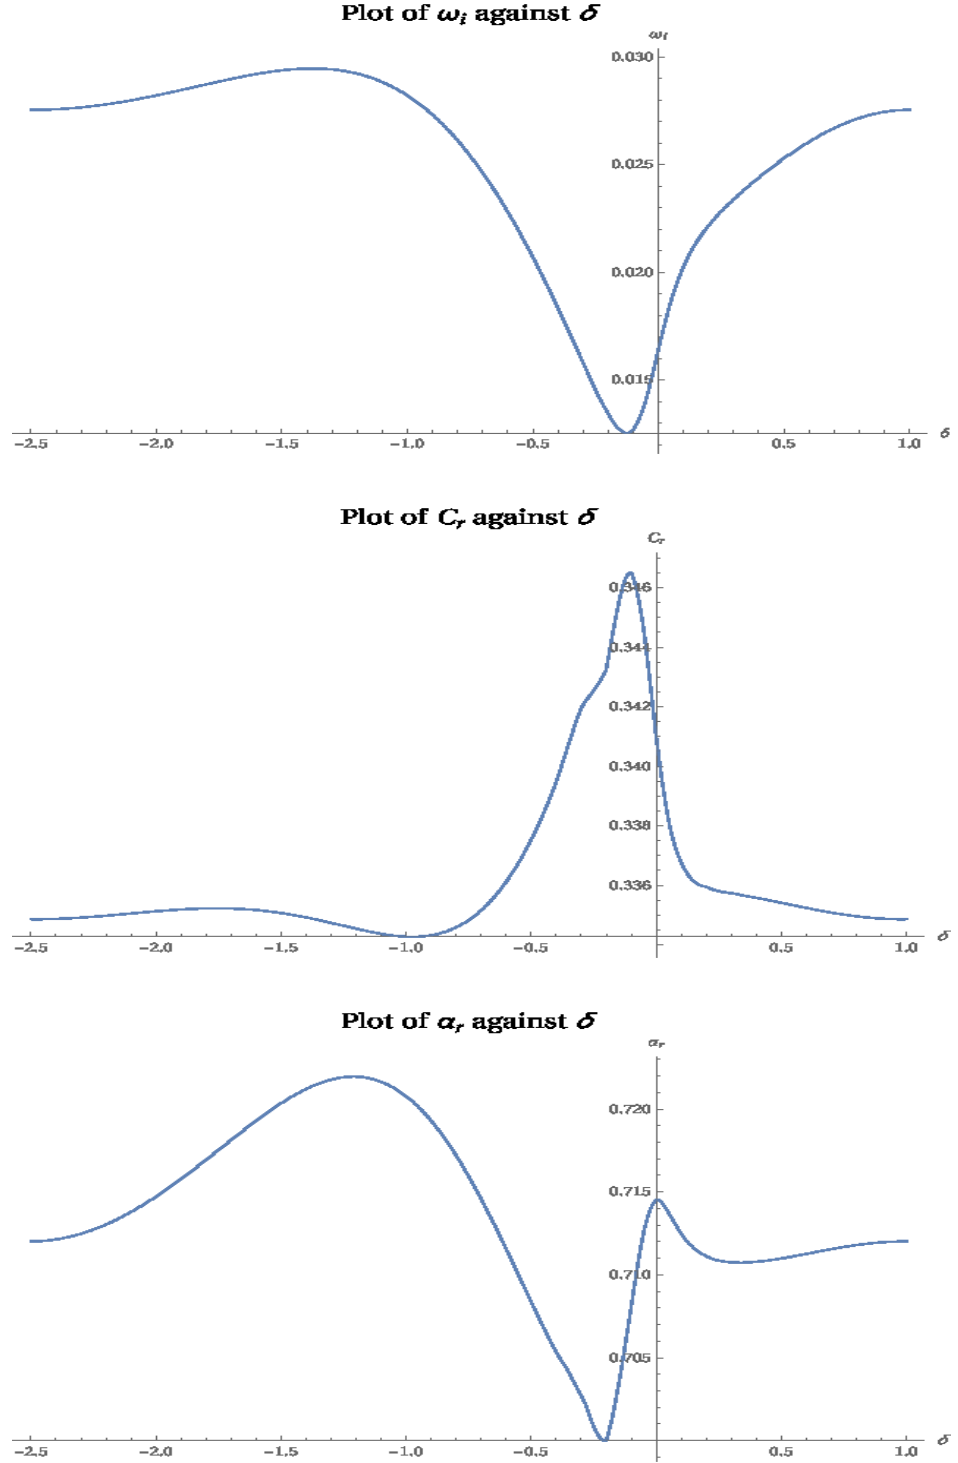 Plot of ωi against δ
ωi
0.030
0.025
0.020
0.015
-2.5 -2.0 -1.5 -1.0 -0.5 0.5 1.0 δ
Plot of Cr against δ
Cr
0.346
0.344
0.342
0.340
0.338
0.336
-2.5 -2.0 -1.5 -1.0 -0.5 0.5 1.0 δ
Plot of αr against δ
αr
0.720
0.715
0.710
0.705
-2.5 -2.0 -1.5 -1.0 -0.5 0.5 1.0 δ